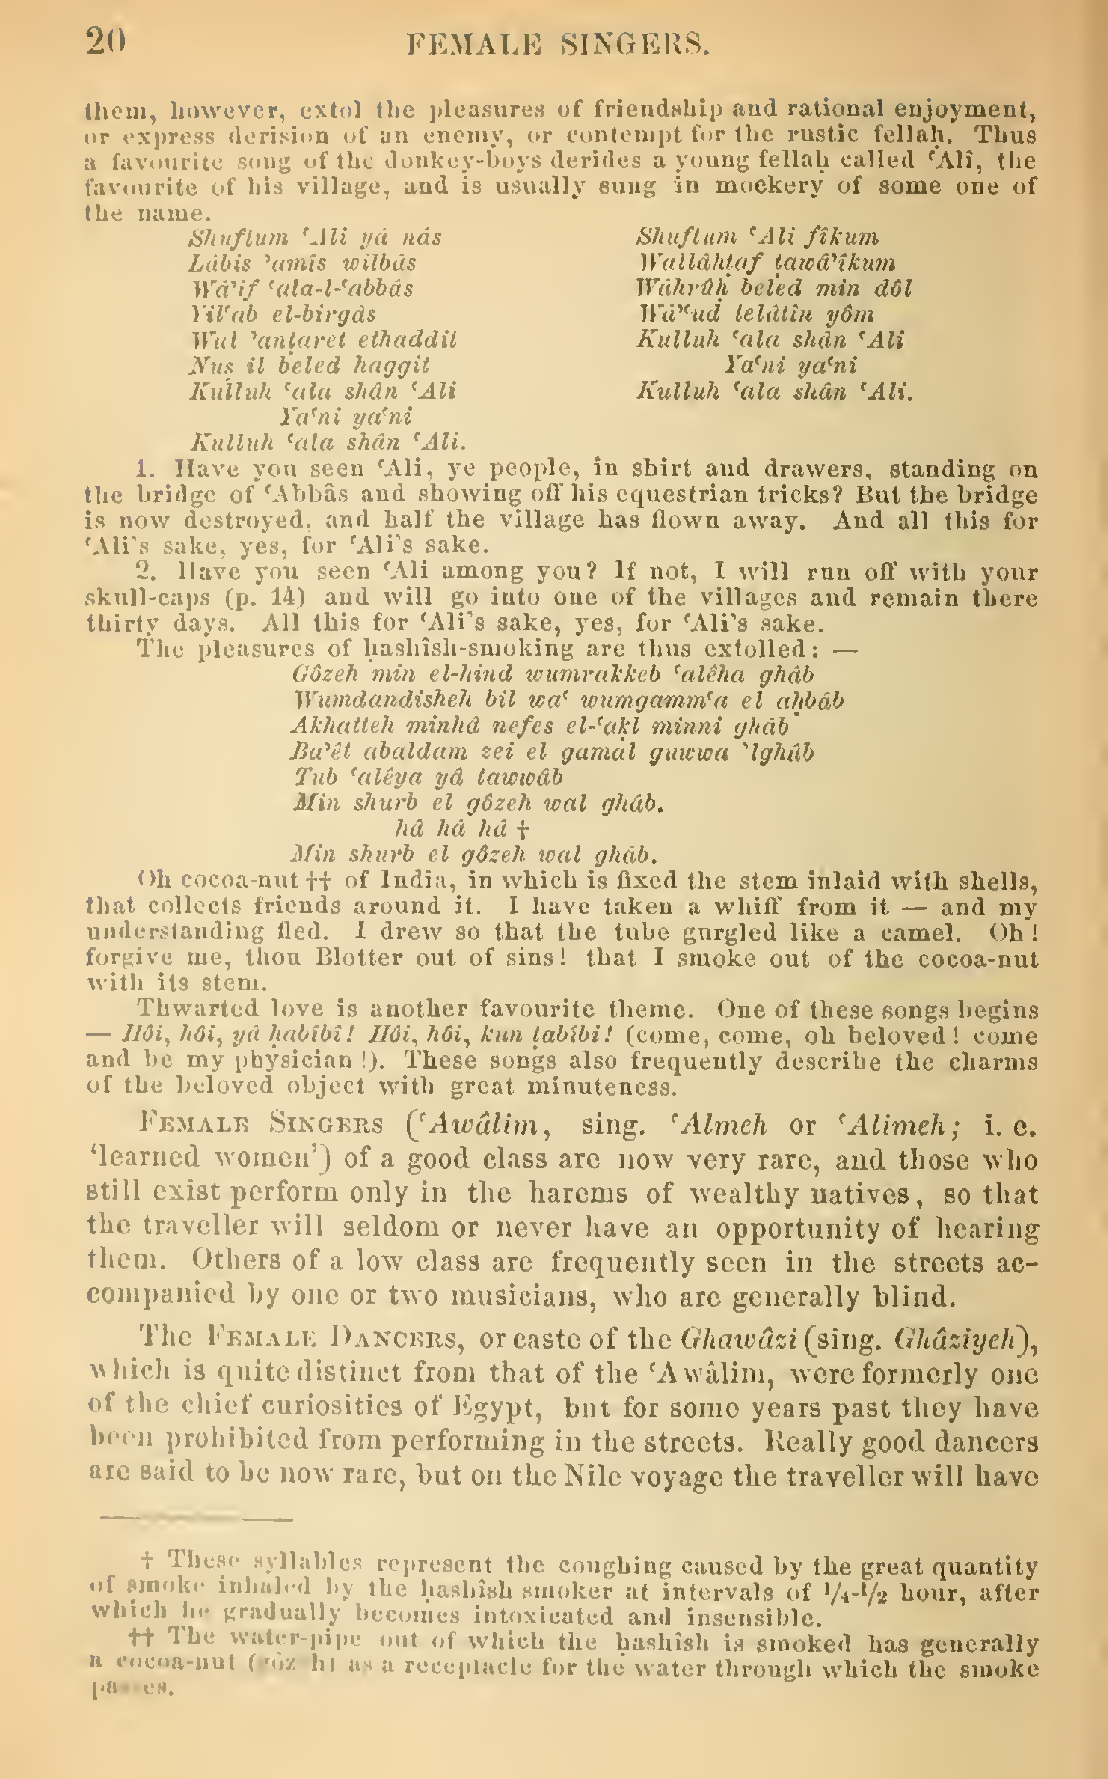 20 FEMALE SINGERS.
them, however, extol the pleasures of friendship and rational enjoyment,
or express derision of an enemy, or contempt for the rustic fellaḥ. Thus
a favourite song of the donkey-boys derides a young fellaḥ called ʿAlî, the
favourite of his village, and is usually sung in mockery of some one of
the name.
Shuftum ʿAli yâ nâs
Lâbis ʾamîs wilbâs
Wâʾif ʿala-l-ʿabbâs
Yilʿab el-birgâs
Wul ʾanṭaret ethaddit
Nuṣ il beled haggit
Kulluh ʿala shân ʿAli
Yaʿni yaʿni
Kulluh ʿala shân ʿAli.
Shuftum ʿAli fîkum
Wallâhṭaf ṭawâʾîkum
Wâhrûḥ beled min dôl
Wâʾʿud telâtîn yôm
Kulluh ʿala shân ʿAli
Yaʿni yaʿni
Kulluh ʿala shân ʿAli.
1. Have you seen ʿAli, ye people, in shirt and drawers, standing on
the bridge of ʿAbbâs and showing off his equestrian tricks? But the bridge
is now destroyed, and half the village has flown away. And all this for
ʿAli's sake, yes, for ʿAli's sake.
2. Have you seen ʿAli among you? If not, I will run off with your
skull-caps (p. 14) and will go into one of the villages and remain there
thirty days. All this for ʿAli's sake, yes, for ʿAli's sake.
The pleasures of ḥashîsh-smoking are thus extolled: —
Gôzeh min el-hind wumrakkeb ʿalêha ghâb
Wumdandisheh bil waʿ wumgammʿa el aḥbâb
Akhatteh minhâ nefes el-ʿaḳl minni ghâb
Baʾêt abaldam zei el gamal guwwa ʾlghâb
Tub ʿalêya yâ tawwâb
Min shurb el gôzeh wal ghâb.
hâ hâ hâ †
Min shurb el gôzeh wal ghâb.
Oh cocoa-nut †† of India, in which is fixed the stem inlaid with shells,
that collects friends around it. I have taken a whiff from it — and my
understanding fled. I drew so that the tube gurgled like a camel. Oh!
forgive me, thou Blotter out of sins! that I smoke out of the cocoa-nut
with its stem.
Thwarted love is another favourite theme. One of these songs begins
— Hôi, hôi, yâ ḥabîbi! Hôi, hôi, kun ṭabîbi! (come, come, oh beloved! come
and be my physician!). These songs also frequently describe the charms
of the beloved object with great minuteness.
FEMALE SINGERS (ʿAwâlim, sing. ʿAlmeh or ʿAlimeh; i. e.
'learned women') of a good class are now very rare, and those who
still exist perform only in the harems of wealthy natives, so that
the traveller will seldom or never have an opportunity of hearing
them. Others of a low class are frequently seen in the streets ac-
companied by one or two musicians, who are generally blind.
The FEMALE DANCERS, or caste of the Ghawâzi (sing. Ghâziyeh),
which is quite distinct from that of the ʿAwâlim, were formerly one
of the chief curiosities of Egypt, but for some years past they have
been prohibited from performing in the streets. Really good dancers
are said to be now rare, but on the Nile voyage the traveller will have
† These syllables represent the coughing caused by the great quantity
of smoke inhaled by the ḥashîsh smoker at intervals of ¼-½ hour, after
which he gradually becomes intoxicated and insensible.
†† The water-pipe out of which the ḥashîsh is smoked has generally
a cocoa-nut (gôzeh) as a receptacle for the water through which the smoke
passes.